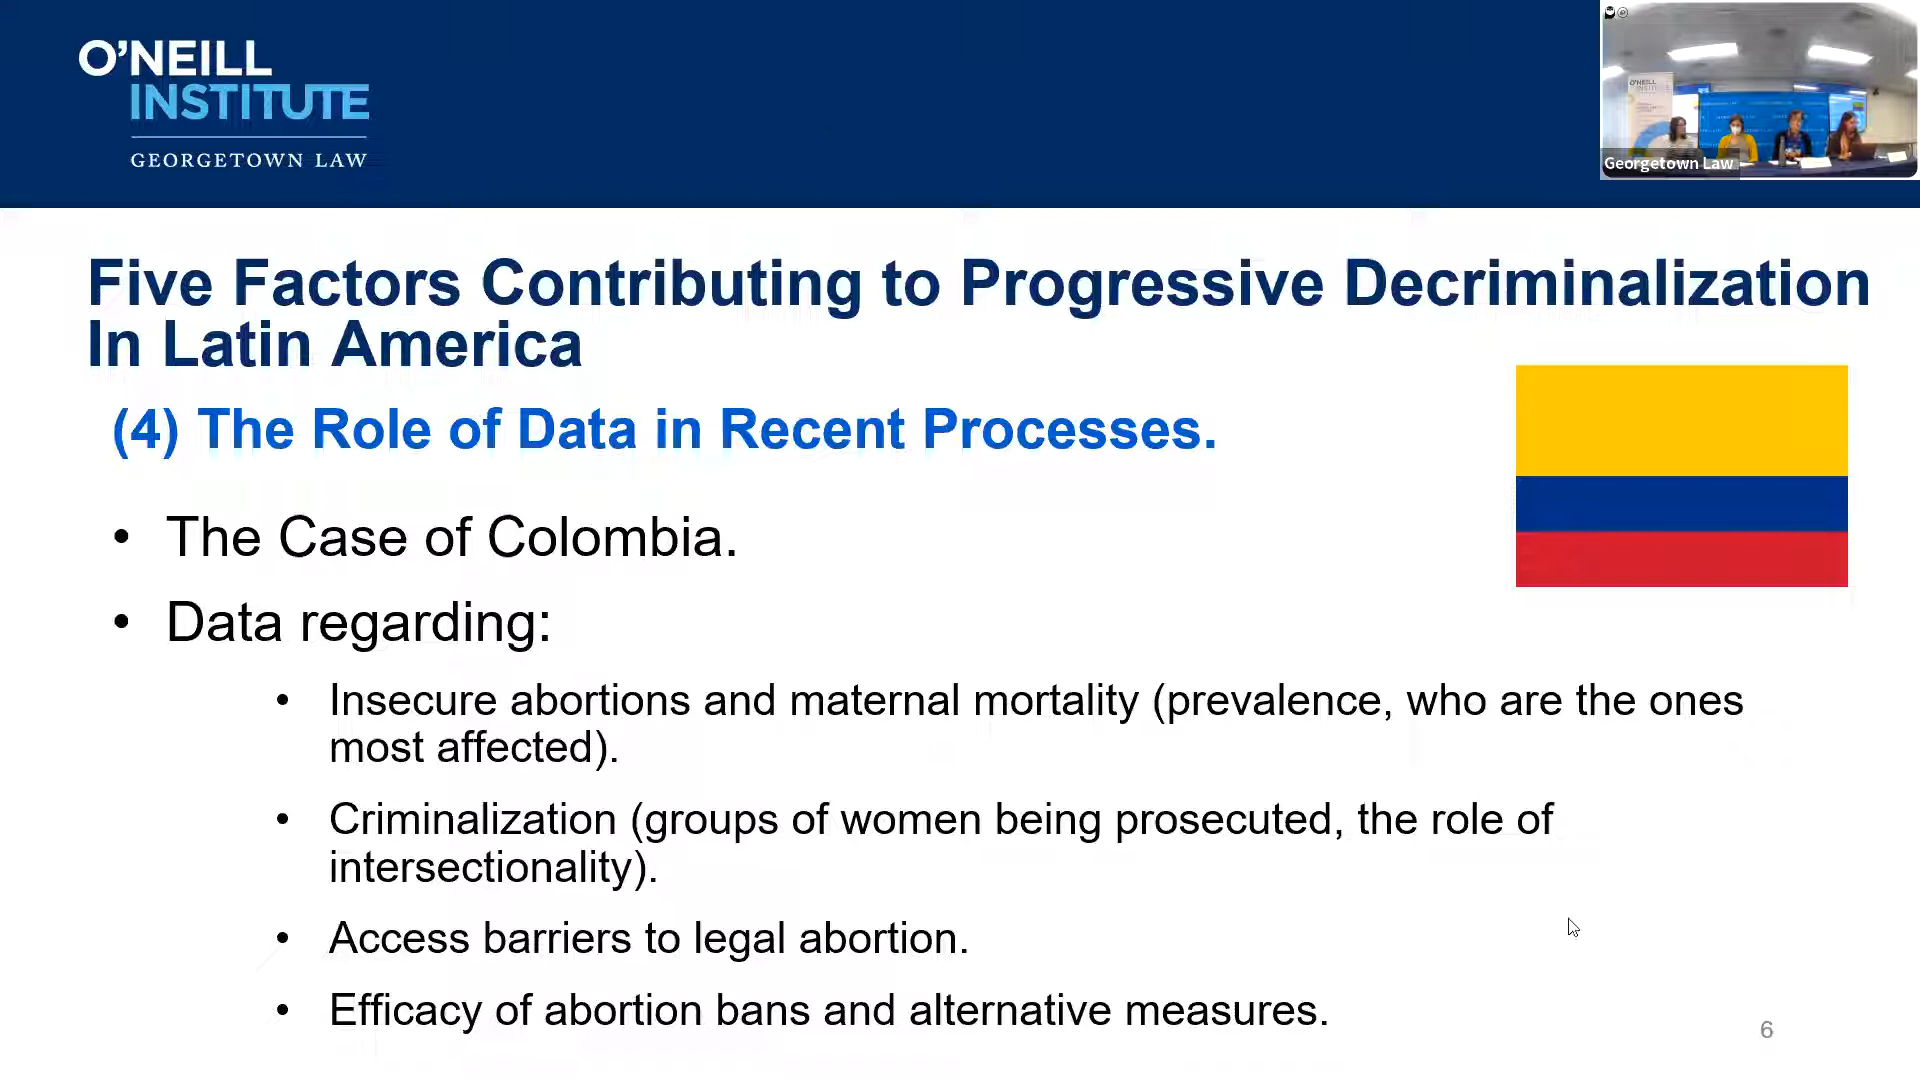 O'NEILL
INSTITUTE
GEORGETOWN LAW
O'NEILL
Georgetown Law
Five Factors Contributing to Progressive Decriminalization
In Latin America
(4) The Role of Data in Recent Processes.
• The Case of Colombia.
• Data regarding:
• Insecure abortions and maternal mortality (prevalence, who are the ones
most affected).
• Criminalization (groups of women being prosecuted, the role of
intersectionality).
• Access barriers to legal abortion.
• Efficacy of abortion bans and alternative measures.
6